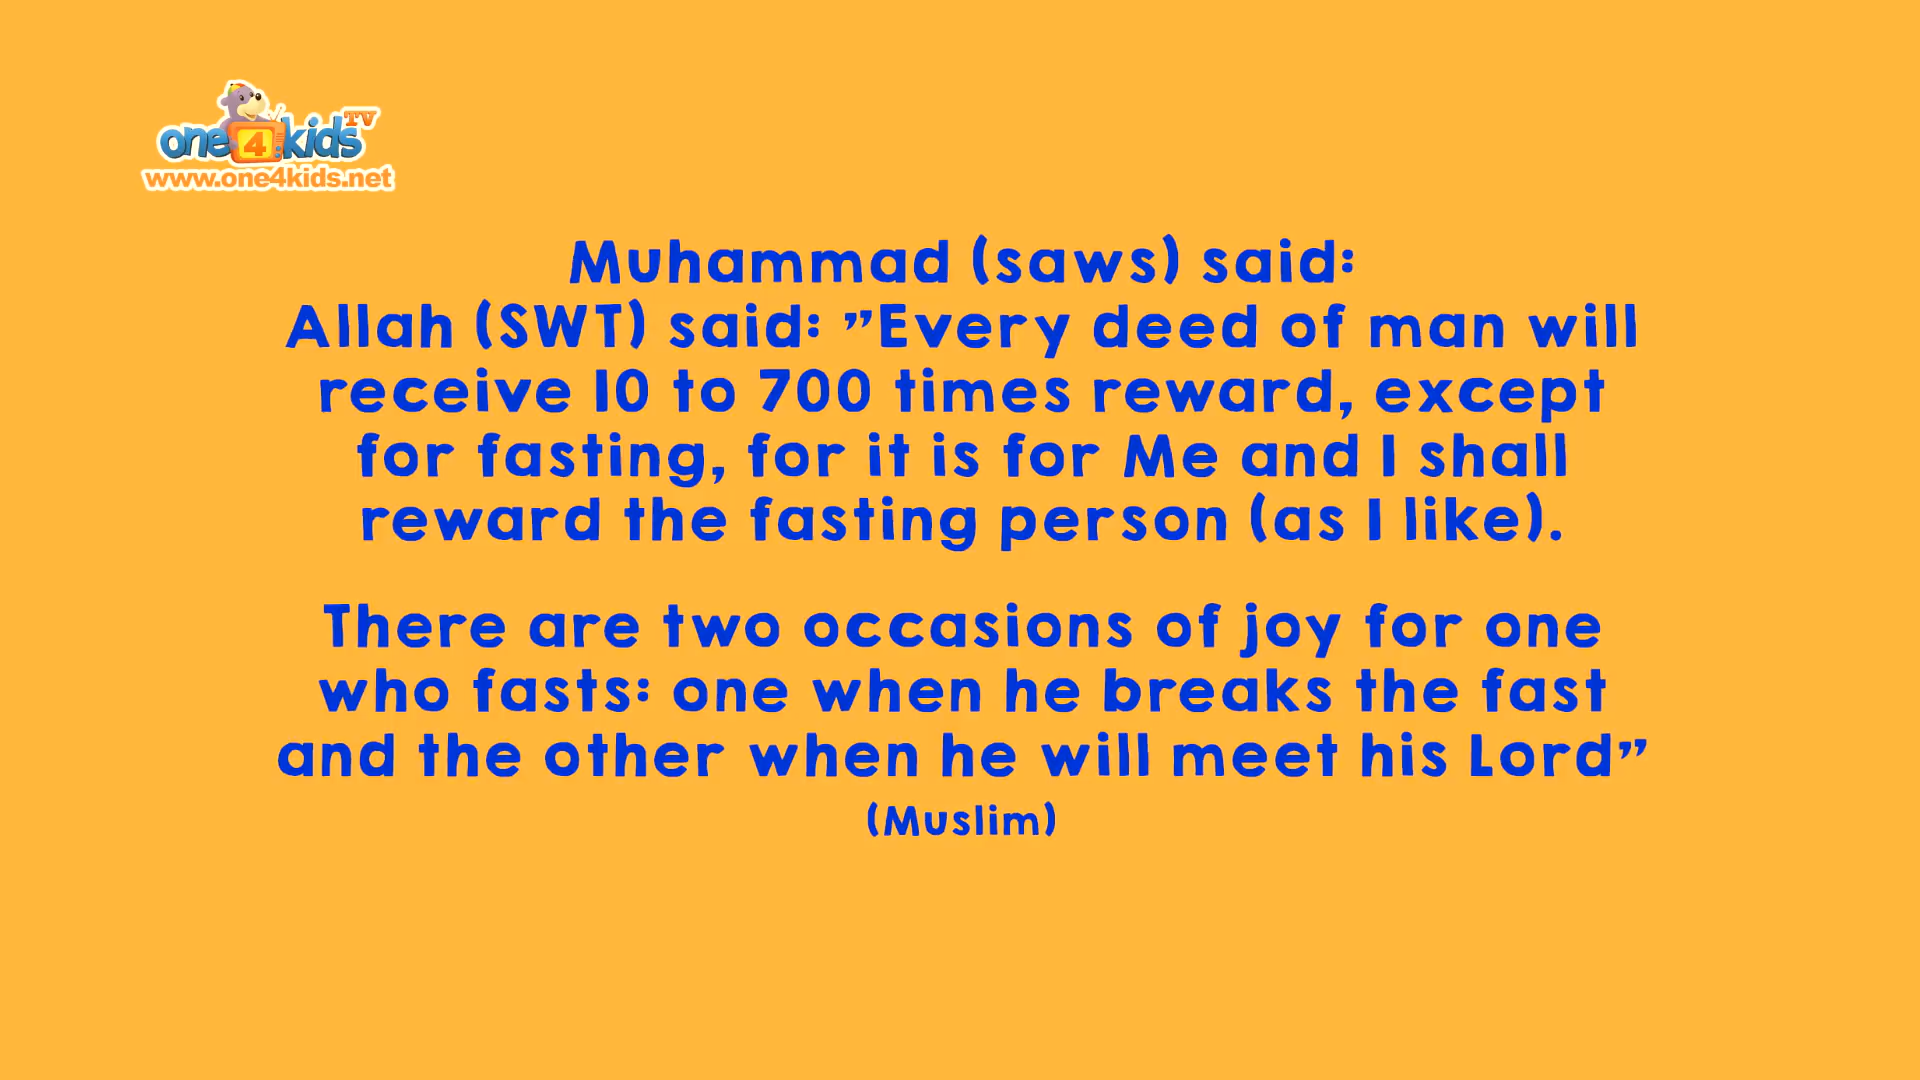 one4kids TV
www.one4kids.net
Muhammad (saws) said:
Allah (SWT) said: ”Every deed of man will
receive 10 to 700 times reward, except
for fasting, for it is for Me and I shall
reward the fasting person (as I like).
There are two occasions of joy for one
who fasts: one when he breaks the fast
and the other when he will meet his Lord”
(Muslim)